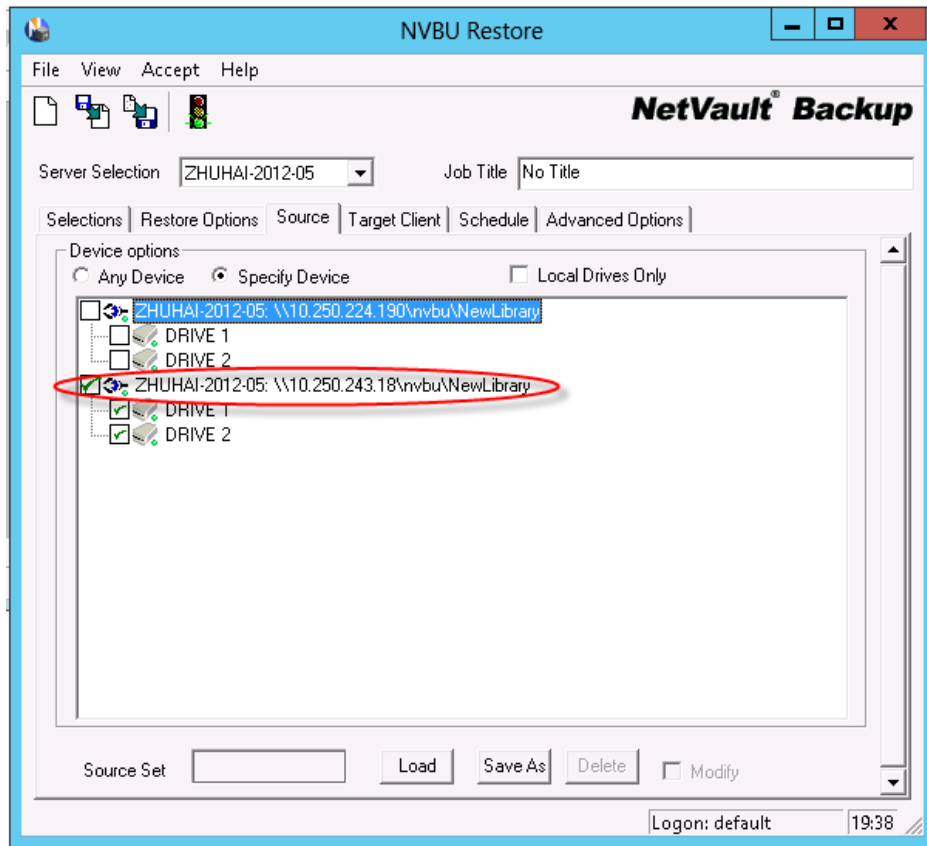 NVBU Restore
File View Accept Help
NetVault® Backup
Server Selection ZHUHAI-2012-05 Job Title No Title
Selections Restore Options Source Target Client Schedule Advanced Options
Device options
Any Device Specify Device Local Drives Only
ZHUHAI-2012-05: \\10.250.224.190\nvbu\NewLibrary
DRIVE 1
DRIVE 2
ZHUHAI-2012-05: \\10.250.243.18\nvbu\NewLibrary
DRIVE 1
DRIVE 2
Source Set Load Save As Delete Modify
Logon: default 19:38